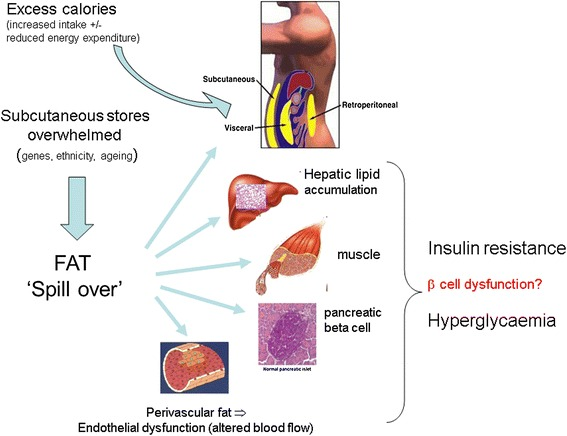 Excess calories
(increased intake +/-
reduced energy expenditure)
Subcutaneous
Retroperitoneal
Visceral
Subcutaneous stores
overwhelmed
(genes, ethnicity, ageing)
Hepatic lipid
accumulation
FAT
'Spill over'
muscle
pancreatic
beta cell
Normal pancreatic islet
Insulin resistance
β cell dysfunction?
Hyperglycaemia
Perivascular fat ⇒
Endothelial dysfunction (altered blood flow)